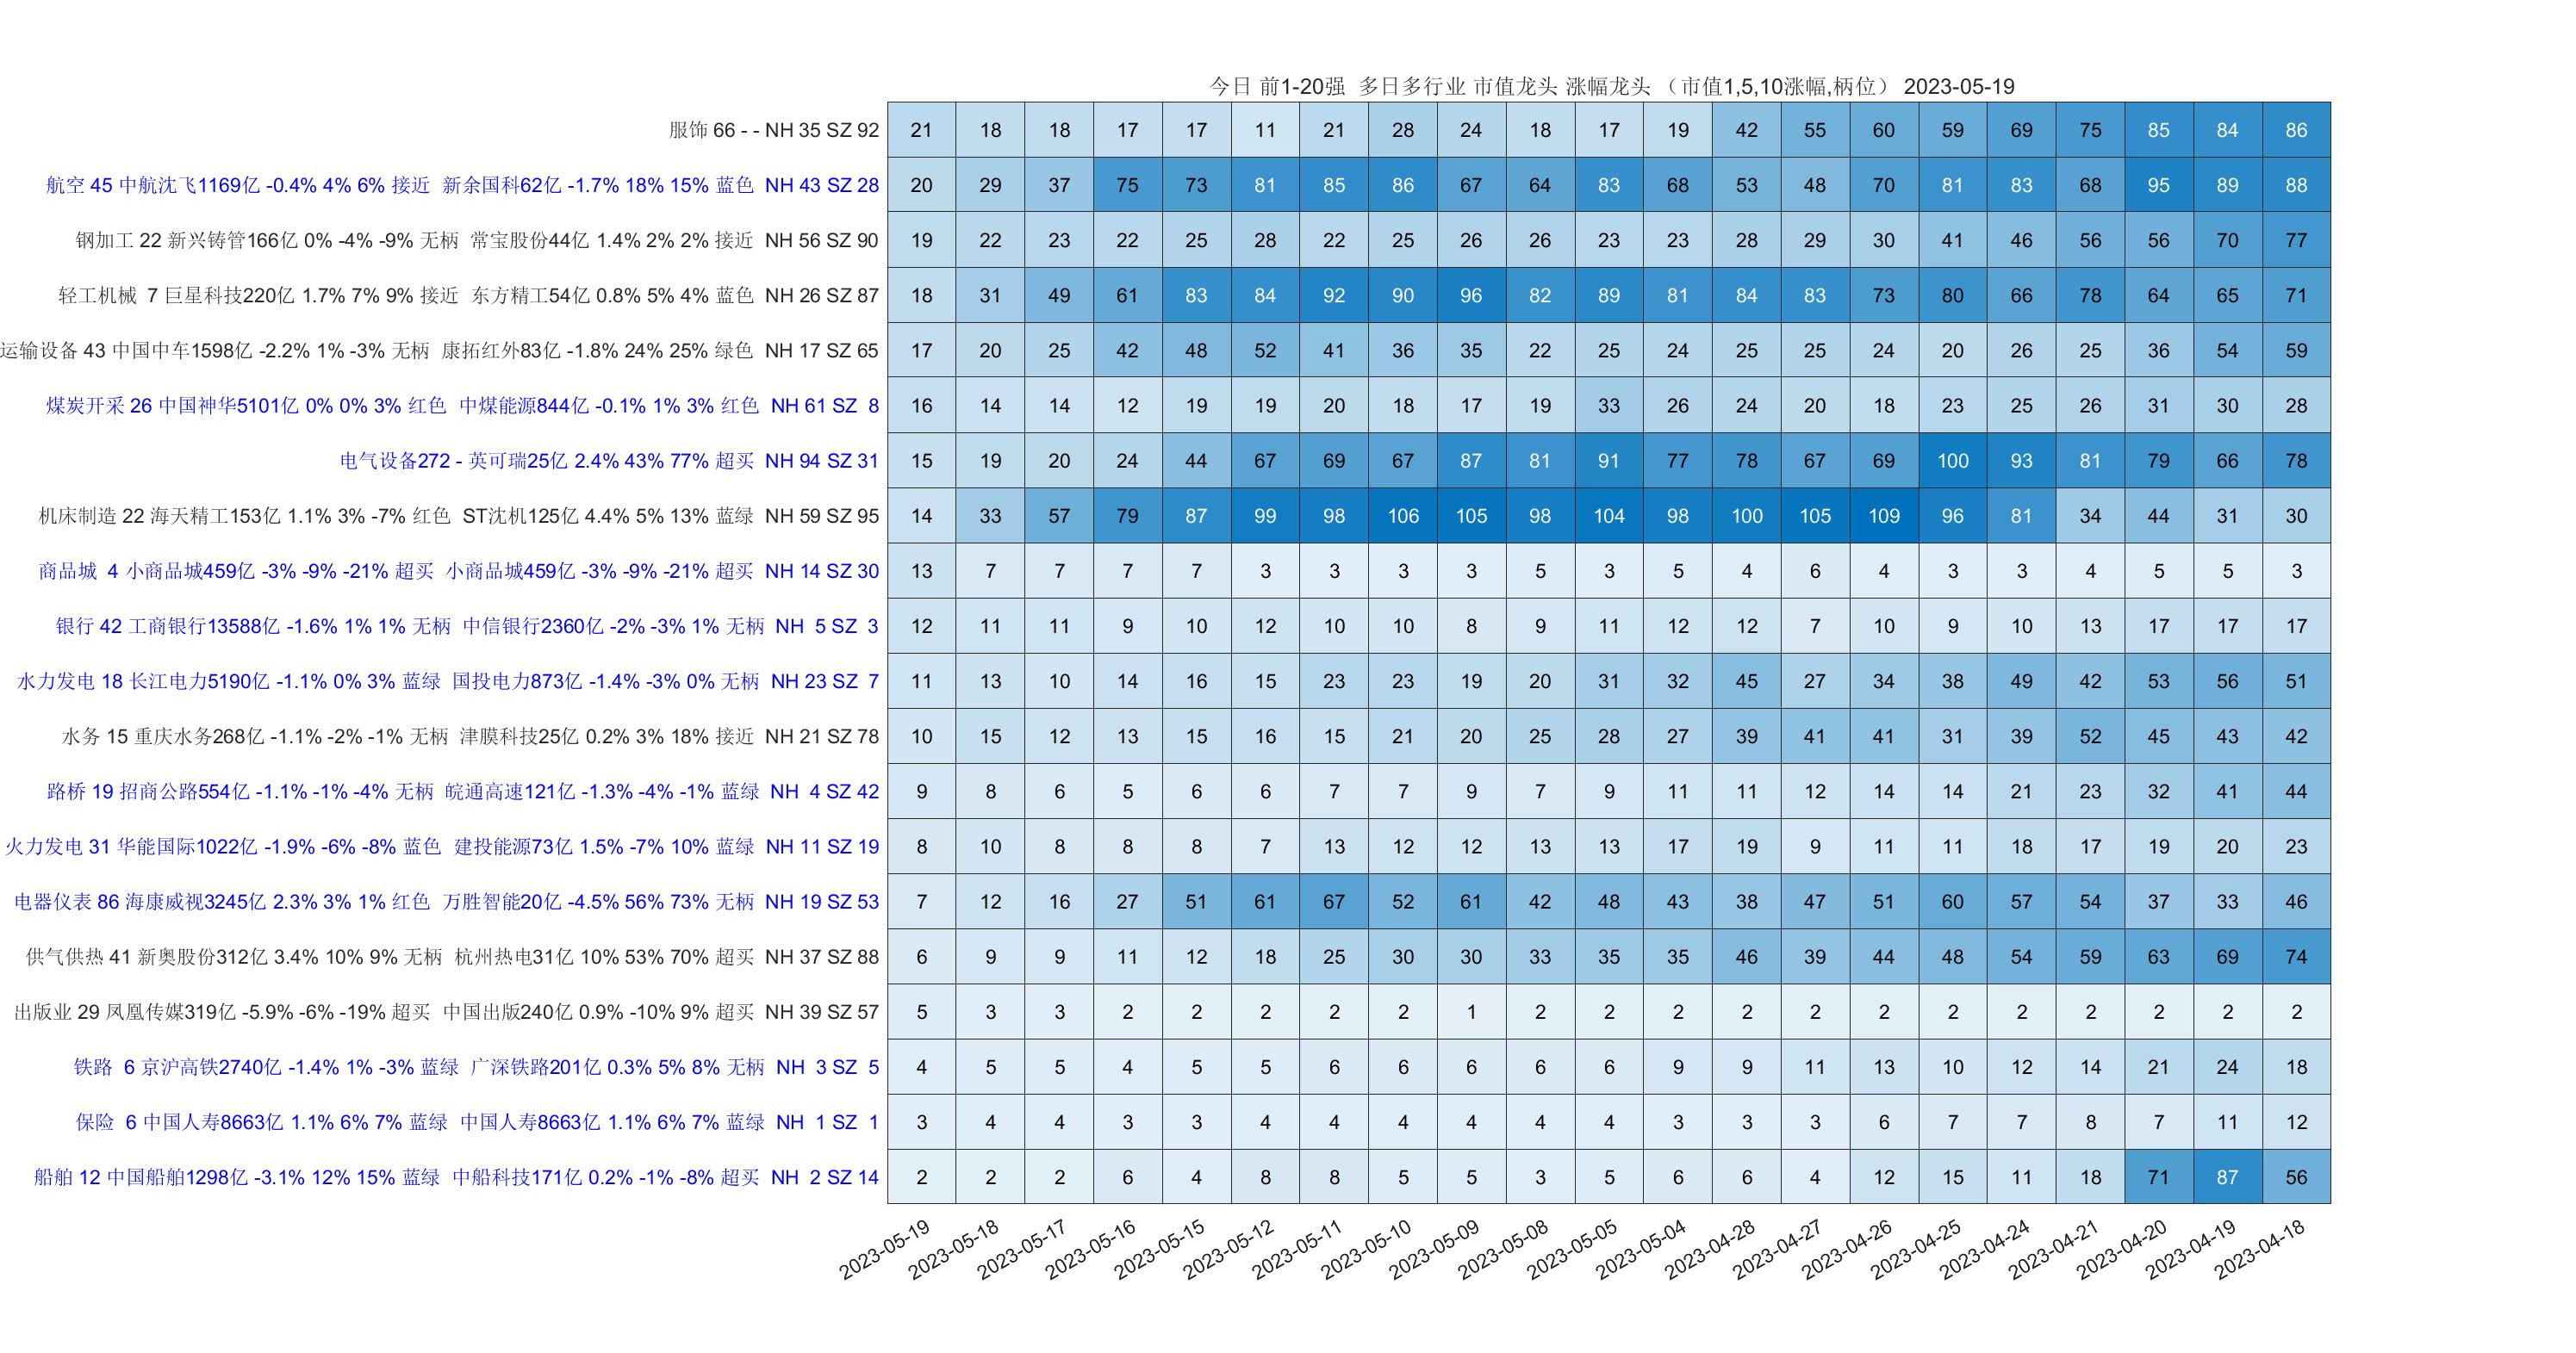 今日 前1-20强 多日多行业 市值龙头 涨幅龙头 （市值1,5,10涨幅,柄位） 2023-05-19
服饰 66 - - NH 35 SZ 92 21 18 18 17 17 11 21 28 24 18 17 19 42 55 60 59 69 75 85 84 86
航空 45 中航沈飞1169亿 -0.4% 4% 6% 接近 新余国科62亿 -1.7% 18% 15% 蓝色 NH 43 SZ 28 20 29 37 75 73 81 85 86 67 64 83 68 53 48 70 81 83 68 95 89 88
钢加工 22 新兴铸管166亿 0% -4% -9% 无柄 常宝股份44亿 1.4% 2% 2% 接近 NH 56 SZ 90 19 22 23 22 25 28 22 25 26 26 23 23 28 29 30 41 46 56 56 70 77
轻工机械 7 巨星科技220亿 1.7% 7% 9% 接近 东方精工54亿 0.8% 5% 4% 蓝色 NH 26 SZ 87 18 31 49 61 83 84 92 90 96 82 89 81 84 83 73 80 66 78 64 65 71
运输设备 43 中国中车1598亿 -2.2% 1% -3% 无柄 康拓红外83亿 -1.8% 24% 25% 绿色 NH 17 SZ 65 17 20 25 42 48 52 41 36 35 22 25 24 25 25 24 20 26 25 36 54 59
煤炭开采 26 中国神华5101亿 0% 0% 3% 红色 中煤能源844亿 -0.1% 1% 3% 红色 NH 61 SZ 8 16 14 14 12 19 19 20 18 17 19 33 26 24 20 18 23 25 26 31 30 28
电气设备272 - 英可瑞25亿 2.4% 43% 77% 超买 NH 94 SZ 31 15 19 20 24 44 67 69 67 87 81 91 77 78 67 69 100 93 81 79 66 78
机床制造 22 海天精工153亿 1.1% 3% -7% 红色 ST沈机125亿 4.4% 5% 13% 蓝绿 NH 59 SZ 95 14 33 57 79 87 99 98 106 105 98 104 98 100 105 109 96 81 34 44 31 30
商品城 4 小商品城459亿 -3% -9% -21% 超买 小商品城459亿 -3% -9% -21% 超买 NH 14 SZ 30 13 7 7 7 7 3 3 3 3 5 3 5 4 6 4 3 3 4 5 5 3
银行 42 工商银行13588亿 -1.6% 1% 1% 无柄 中信银行2360亿 -2% -3% 1% 无柄 NH 5 SZ 3 12 11 11 9 10 12 10 10 8 9 11 12 12 7 10 9 10 13 17 17 17
水力发电 18 长江电力5190亿 -1.1% 0% 3% 蓝绿 国投电力873亿 -1.4% -3% 0% 无柄 NH 23 SZ 7 11 13 10 14 16 15 23 23 19 20 31 32 45 27 34 38 49 42 53 56 51
水务 15 重庆水务268亿 -1.1% -2% -1% 无柄 津膜科技25亿 0.2% 3% 18% 接近 NH 21 SZ 78 10 15 12 13 15 16 15 21 20 25 28 27 39 41 41 31 39 52 45 43 42
路桥 19 招商公路554亿 -1.1% -1% -4% 无柄 皖通高速121亿 -1.3% -4% -1% 蓝绿 NH 4 SZ 42 9 8 6 5 6 6 7 7 9 7 9 11 11 12 14 14 21 23 32 41 44
火力发电 31 华能国际1022亿 -1.9% -6% -8% 蓝色 建投能源73亿 1.5% -7% 10% 蓝绿 NH 11 SZ 19 8 10 8 8 8 7 13 12 12 13 13 17 19 9 11 11 18 17 19 20 23
电器仪表 86 海康威视3245亿 2.3% 3% 1% 红色 万胜智能20亿 -4.5% 56% 73% 无柄 NH 19 SZ 53 7 12 16 27 51 61 67 52 61 42 48 43 38 47 51 60 57 54 37 33 46
供气供热 41 新奥股份312亿 3.4% 10% 9% 无柄 杭州热电31亿 10% 53% 70% 超买 NH 37 SZ 88 6 9 9 11 12 18 25 30 30 33 35 35 46 39 44 48 54 59 63 69 74
出版业 29 凤凰传媒319亿 -5.9% -6% -19% 超买 中国出版240亿 0.9% -10% 9% 超买 NH 39 SZ 57 5 3 3 2 2 2 2 2 1 2 2 2 2 2 2 2 2 2 2 2 2
铁路 6 京沪高铁2740亿 -1.4% 1% -3% 蓝绿 广深铁路201亿 0.3% 5% 8% 无柄 NH 3 SZ 5 4 5 5 4 5 5 6 6 6 6 6 9 9 11 13 10 12 14 21 24 18
保险 6 中国人寿8663亿 1.1% 6% 7% 蓝绿 中国人寿8663亿 1.1% 6% 7% 蓝绿 NH 1 SZ 1 3 4 4 3 3 4 4 4 4 4 4 3 3 3 6 7 7 8 7 11 12
船舶 12 中国船舶1298亿 -3.1% 12% 15% 蓝绿 中船科技171亿 0.2% -1% -8% 超买 NH 2 SZ 14 2 2 2 6 4 8 8 5 5 3 5 6 6 4 12 15 11 18 71 87 56
2023-05-19 2023-05-18 2023-05-17 2023-05-16 2023-05-15 2023-05-12 2023-05-11 2023-05-10 2023-05-09 2023-05-08 2023-05-05 2023-05-04 2023-04-28 2023-04-27 2023-04-26 2023-04-25 2023-04-24 2023-04-21 2023-04-20 2023-04-19 2023-04-18